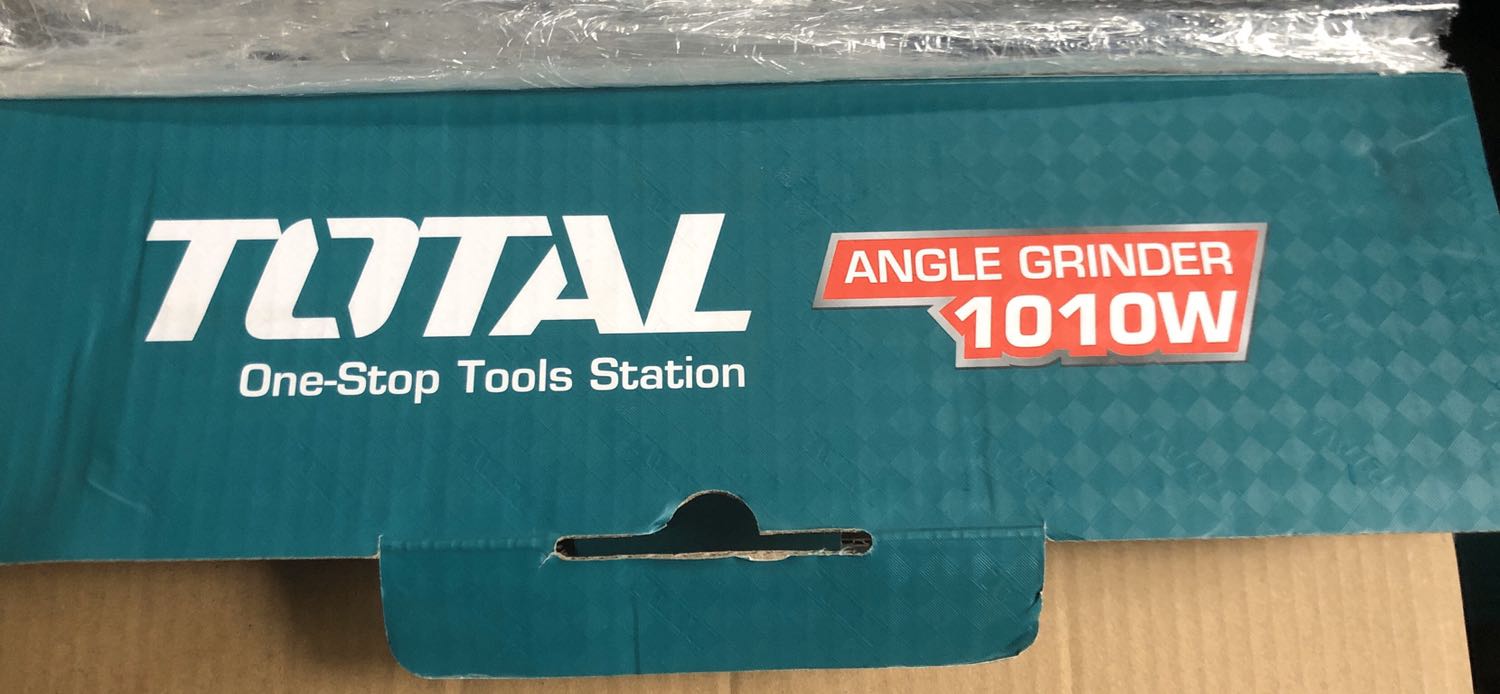 TOTAL
One-Stop Tools Station
ANGLE GRINDER
1010W